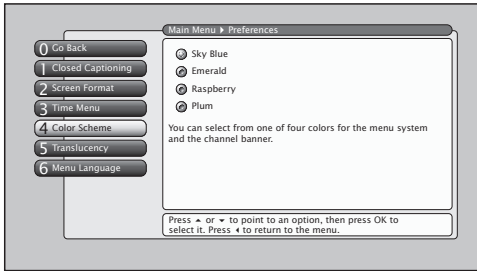 Main Menu ▸ Preferences
0 Go Back
1 Closed Captioning
2 Screen Format
3 Time Menu
4 Color Scheme
5 Translucency
6 Menu Language
Sky Blue
Emerald
Raspberry
Plum
You can select from one of four colors for the menu system
and the channel banner.
Press ▲ or ▼ to point to an option, then press OK to
select it. Press ◀ to return to the menu.